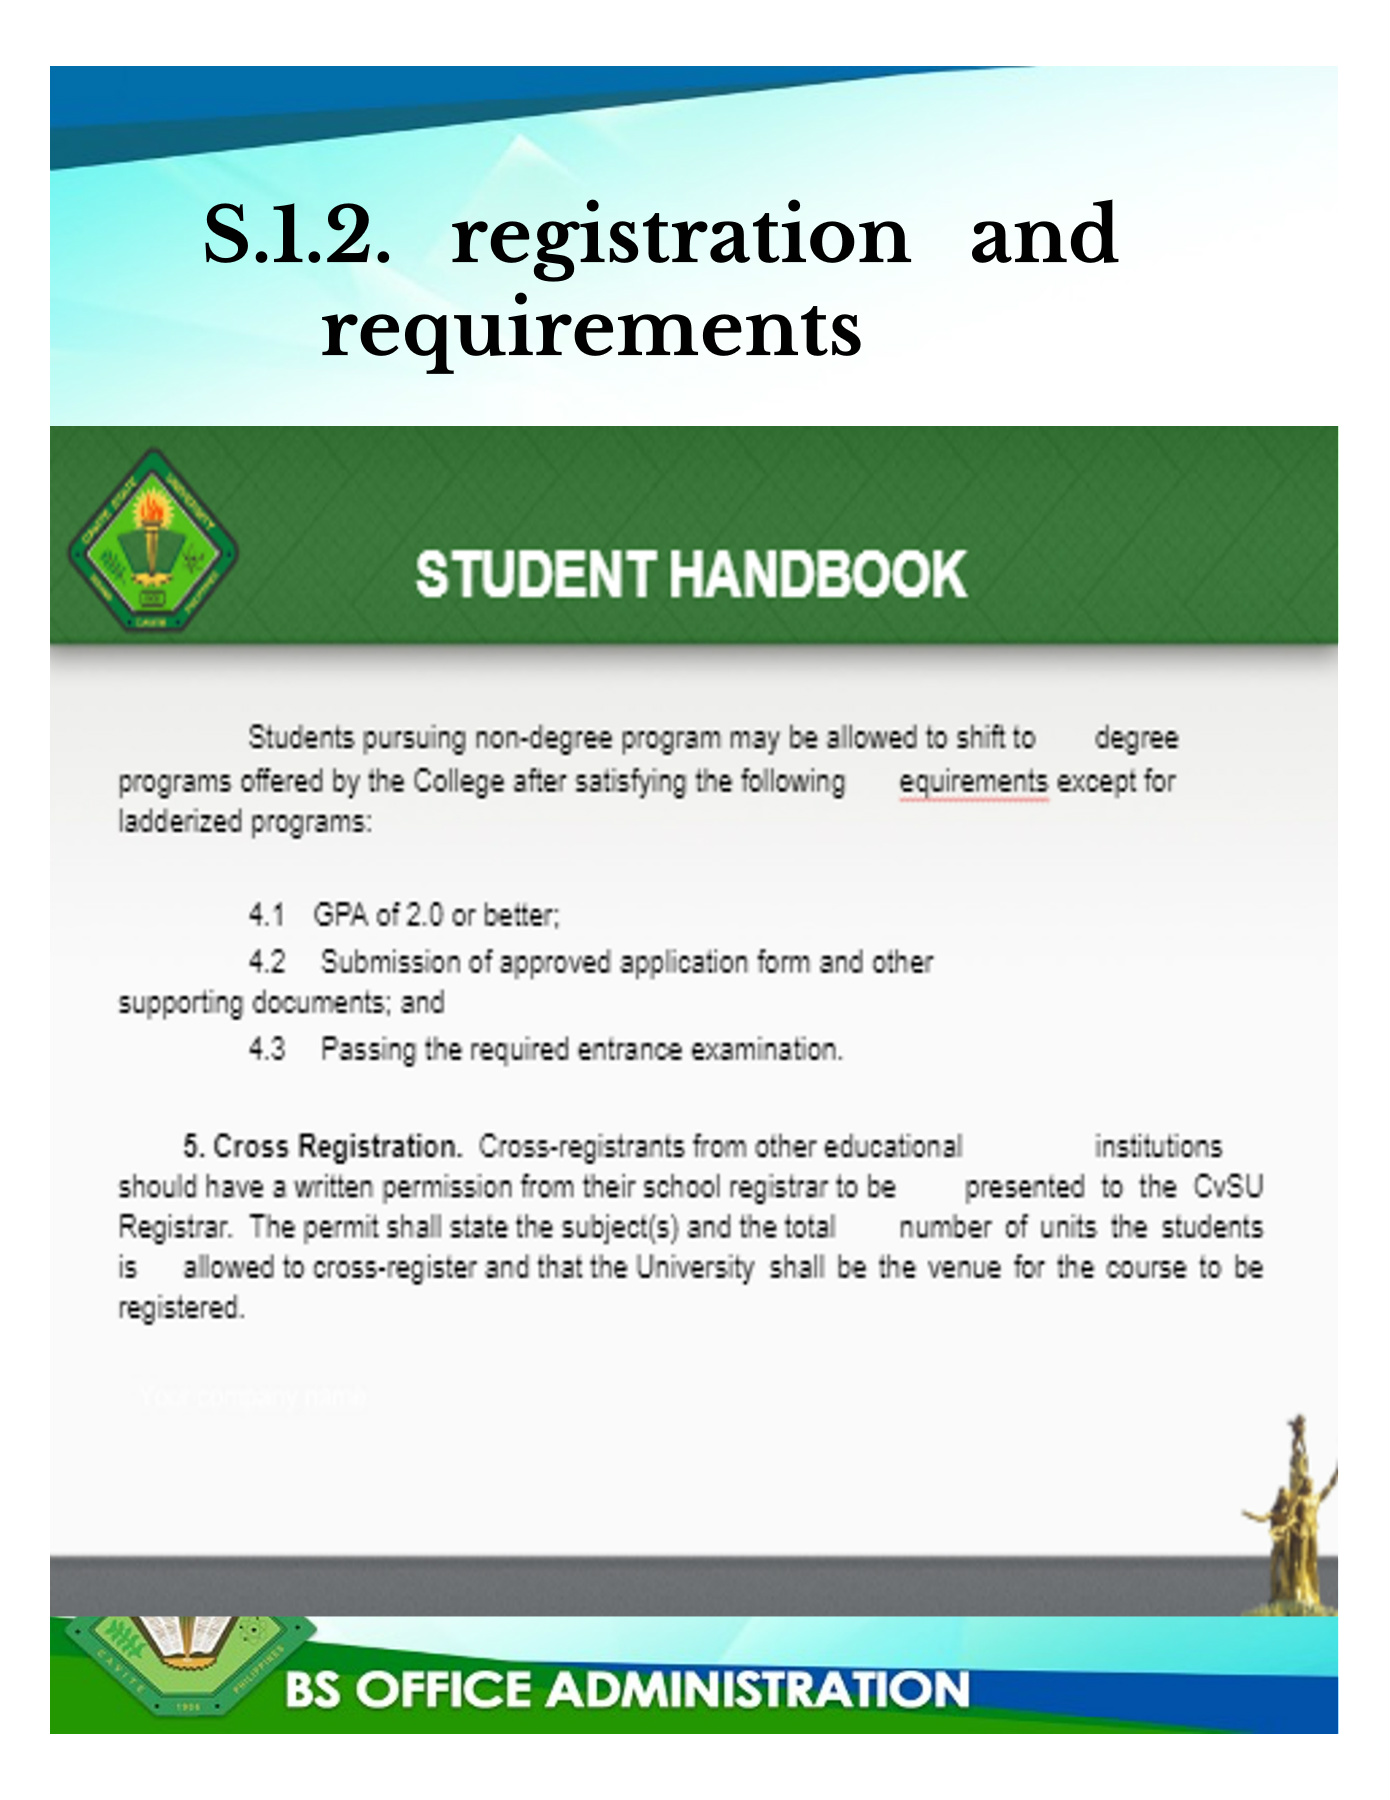 S.1.2. registration and
requirements
CAVITE STATE UNIVERSITY
CAVITE
PHILIPPINES
STUDENT HANDBOOK
Students pursuing non-degree program may be allowed to shift to degree
programs offered by the College after satisfying the following equirements except for
ladderized programs:
4.1 GPA of 2.0 or better;
4.2 Submission of approved application form and other
supporting documents; and
4.3 Passing the required entrance examination.
5. Cross Registration. Cross-registrants from other educational institutions
should have a written permission from their school registrar to be presented to the CvSU
Registrar. The permit shall state the subject(s) and the total number of units the students
is allowed to cross-register and that the University shall be the venue for the course to be
registered.
Your company name
CAVITE
1906
PHILIPPINES
BS OFFICE ADMINISTRATION